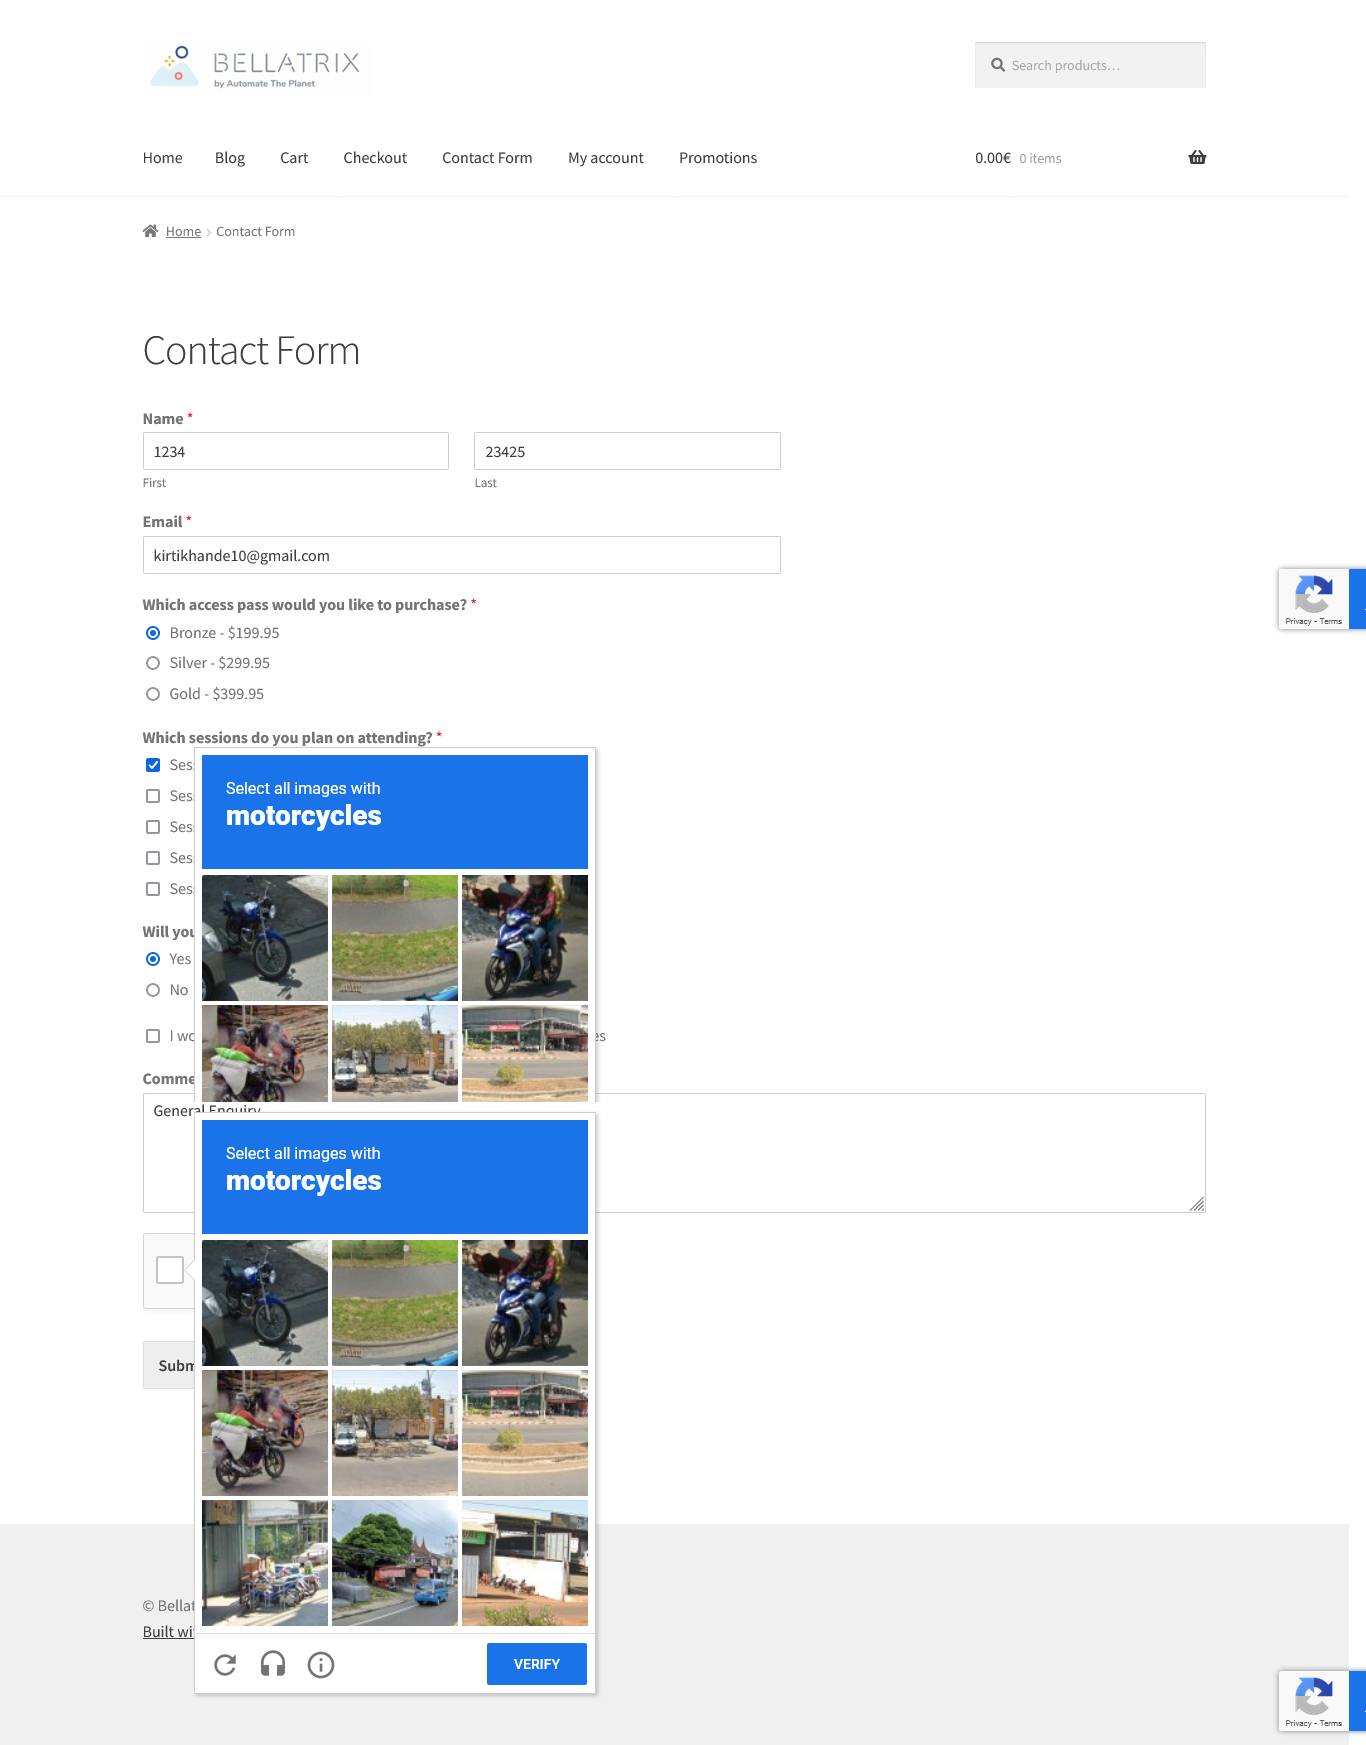 BELLATRIX
by Automate The Planet
Search products…
Home Blog Cart Checkout Contact Form My account Promotions 0.00€ 0 items
Home Contact Form
Contact Form
Name *
1234 23425
First Last
Email *
kirtikhande10@gmail.com
Which access pass would you like to purchase? *
Bronze - $199.95
Silver - $299.95
Gold - $399.95
Privacy - Terms
Which sessions do you plan on attending? *
Ses
Ses
Ses
Ses
Ses
Select all images with
motorcycles
Will you
Yes
No
I wo es
Comme
General Enquiry
Select all images with
motorcycles
Subm
© Bellat
Built wi
VERIFY
Privacy - Terms